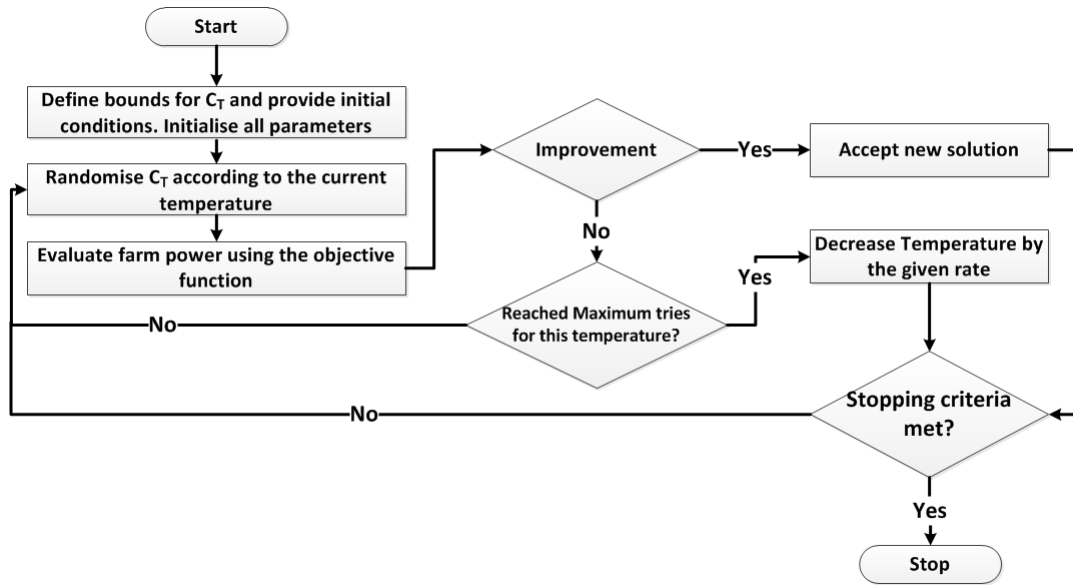 Start
Define bounds for C_T and provide initial
conditions. Initialise all parameters
Randomise C_T according to the current
temperature
Evaluate farm power using the objective
function
Improvement
Yes
Accept new solution
No
Reached Maximum tries
for this temperature?
Yes
Decrease Temperature by
the given rate
No
Stopping criteria
met?
No
Yes
Stop